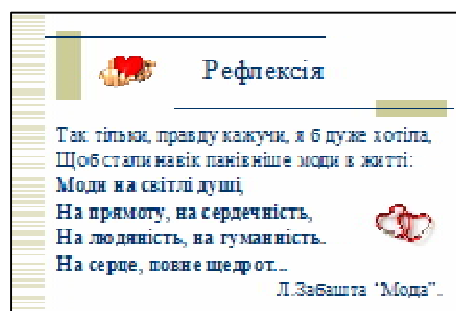 Рефлексія
Так тільки, правду кажучи, я б дуже хотіла,
Щоб стали навік панівніше моди в житті:
Моди на світлі душі,
На прямоту, на сердечність,
На людяність, на гуманність..
На серце, повне щедрот...
Л.Забашта "Мода"..